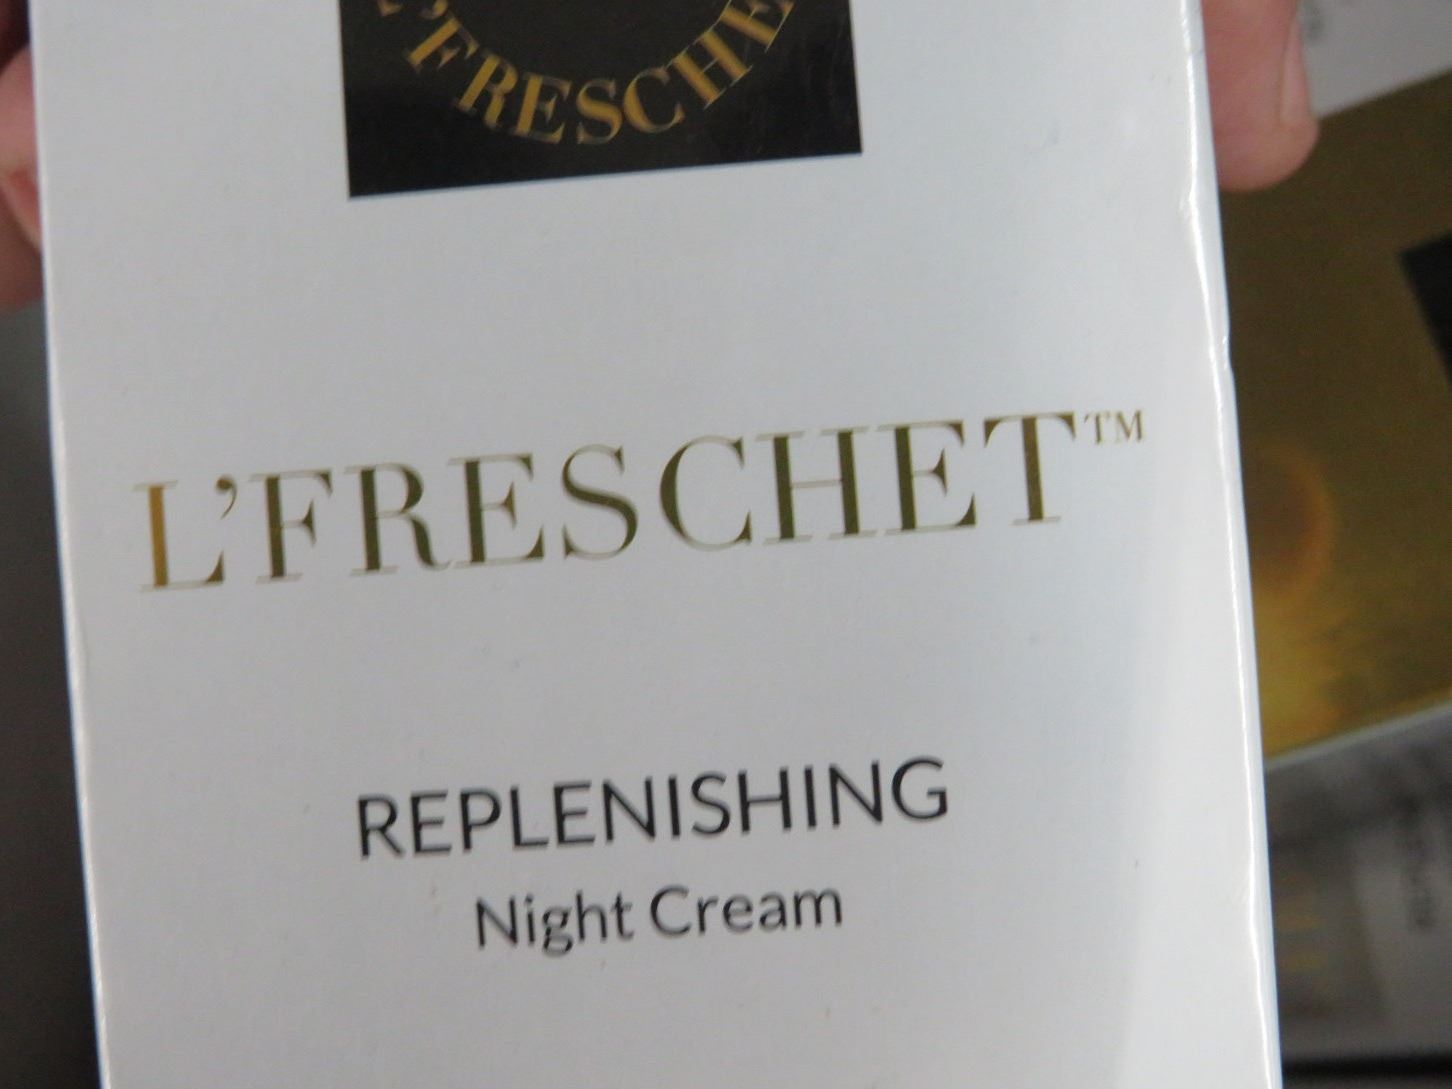 L'FRESCHE
L'FRESCHET™
REPLENISHING
Night Cream